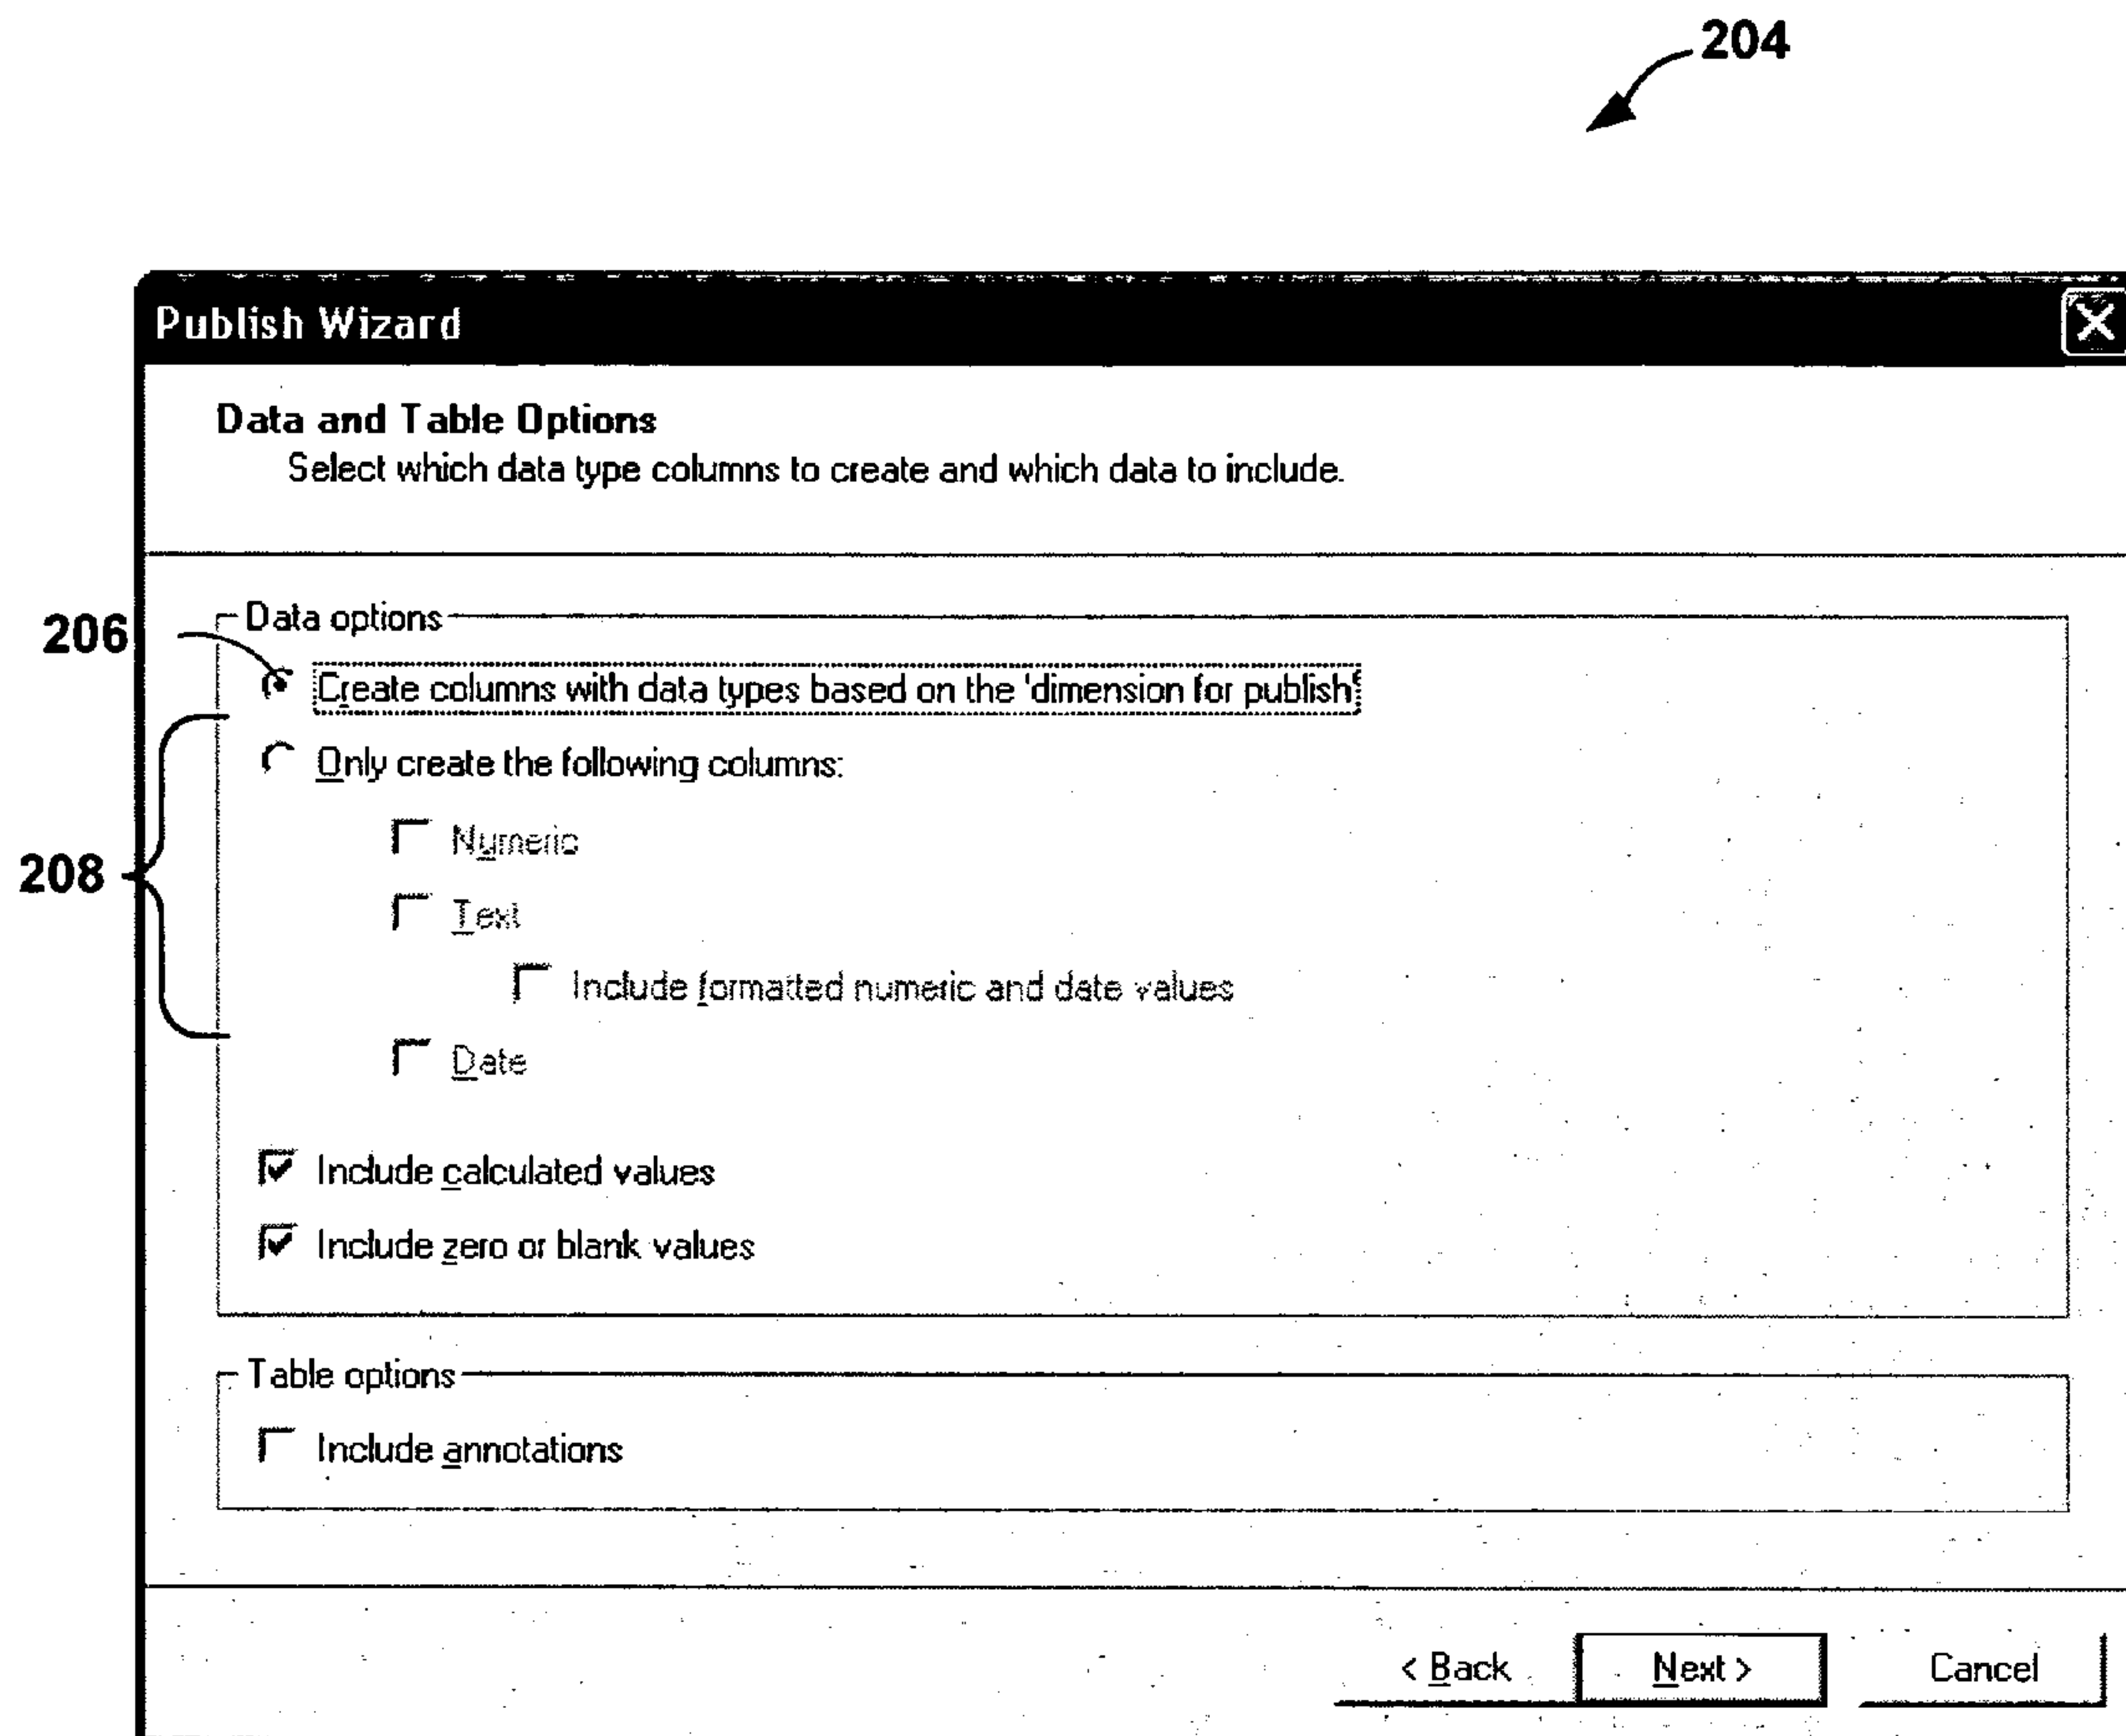 204
Publish Wizard
Data and Table Options
Select which data type columns to create and which data to include.
206
Data options
Create columns with data types based on the 'dimension for publish'
Only create the following columns:
Numeric
208
Text
Include formatted numeric and date values
Date
Include calculated values
Include zero or blank values
Table options
Include annotations
< Back
Next >
Cancel